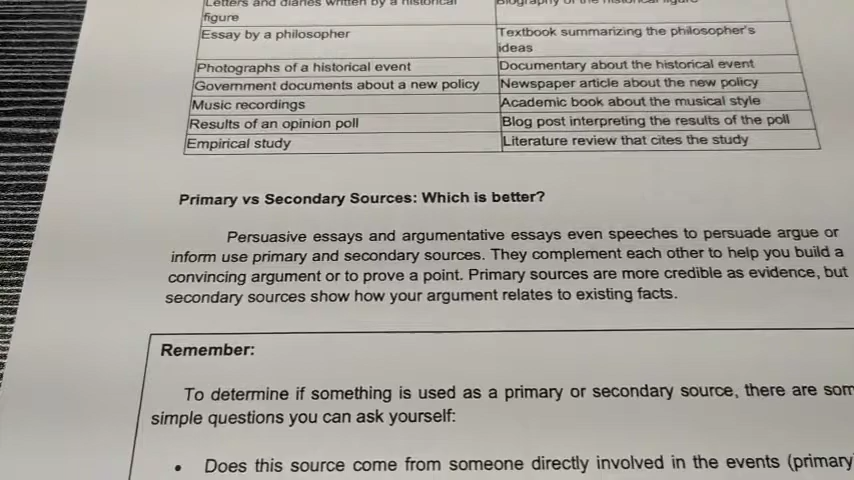 Letters and diaries written by a historical
figure
Biography of the historical figure
Essay by a philosopher
Textbook summarizing the philosopher's
ideas
Photographs of a historical event
Documentary about the historical event
Government documents about a new policy
Newspaper article about the new policy
Music recordings
Academic book about the musical style
Results of an opinion poll
Blog post interpreting the results of the poll
Empirical study
Literature review that cites the study
Primary vs Secondary Sources: Which is better?
Persuasive essays and argumentative essays even speeches to persuade argue or
inform use primary and secondary sources. They complement each other to help you build a
convincing argument or to prove a point. Primary sources are more credible as evidence, but
secondary sources show how your argument relates to existing facts.
Remember:
To determine if something is used as a primary or secondary source, there are som
simple questions you can ask yourself:
• Does this source come from someone directly involved in the events (primary